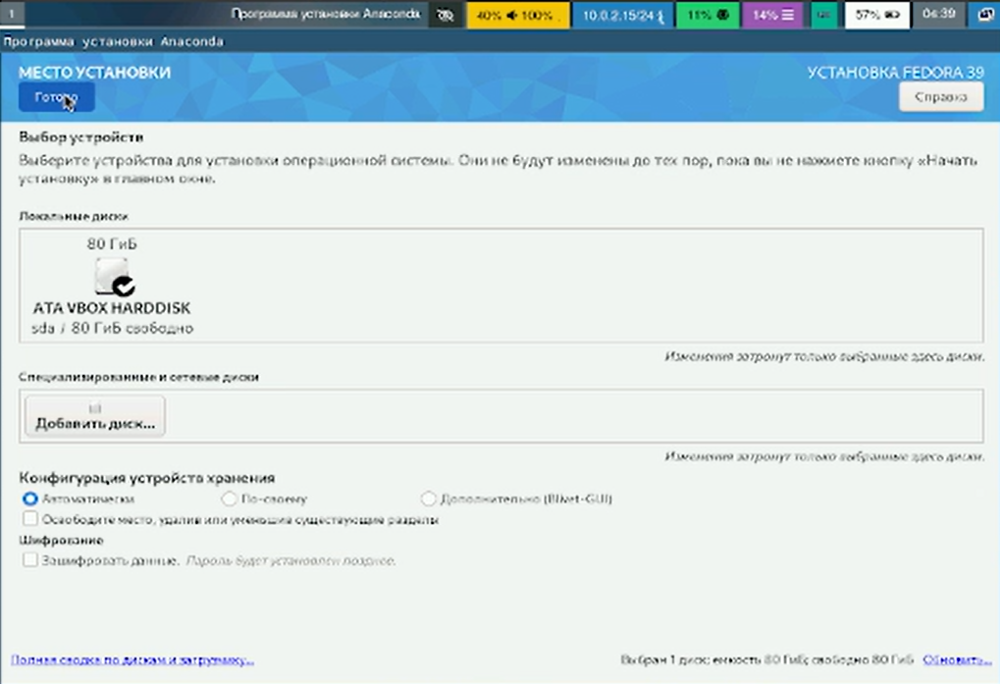 1
Программа установки Anaconda
40%
100%
10.0.2.15/24
11%
14%
57%
04:39
Программа установки Anaconda
МЕСТО УСТАНОВКИ
УСТАНОВКА FEDORA 39
Готово
Справка
Выбор устройств
Выберите устройства для установки операционной системы. Они не будут изменены до тех пор, пока вы не нажмете кнопку «Начать
установку» в главном окне.
Локальные диски
80 ГиБ
ATA VBOX HARDDISK
sda / 80 ГиБ свободно
Изменения затронут только выбранные здесь диски.
Специализированные и сетевые диски
Добавить диск...
Изменения затронут только выбранные здесь диски.
Конфигурация устройств хранения
Автоматически
По-своему
Дополнительно (Blivet-GUI)
Освободите место, удалив или уменьшив существующие разделы
Шифрование
Зашифровать данные. Пароль будет установлен позднее.
Полная сводка по дискам и загрузчику...
Выбран 1 диск; емкость 80 ГиБ; свободно 80 ГиБ Обновить...